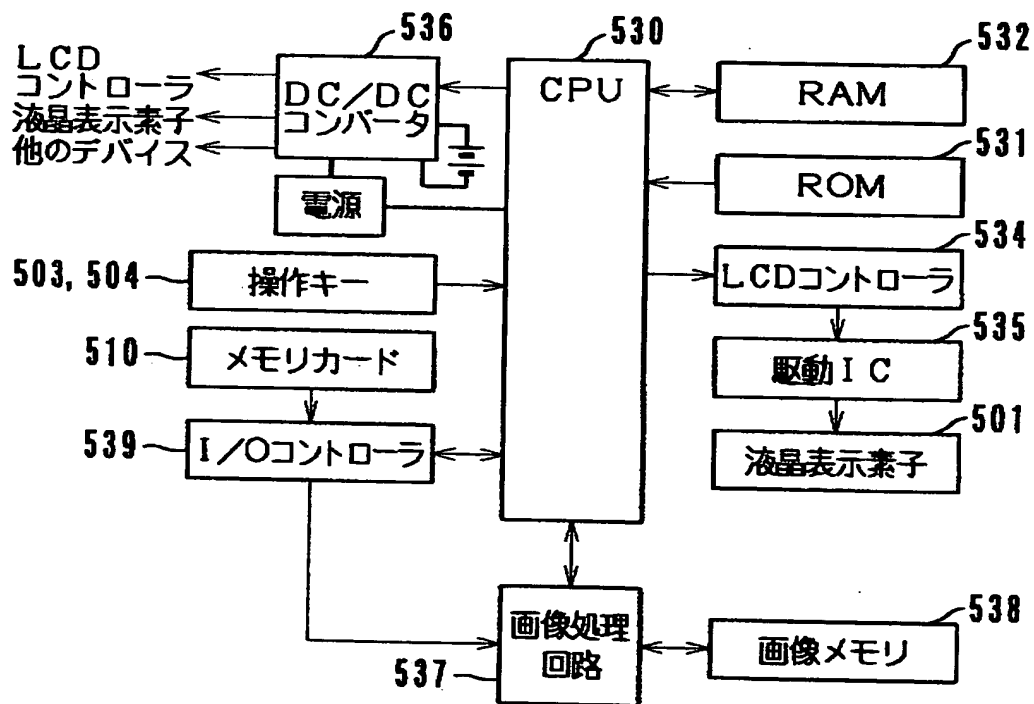 536
530
532
LCD
コントローラ
液晶表示素子
他のデバイス
DC/DC
コンバータ
CPU
RAM
531
電源
ROM
534
503, 504
操作キー
LCDコントローラ
510
メモリカード
535
駆動IC
539
I/Oコントローラ
501
液晶表示素子
画像処理
回路
537
538
画像メモリ